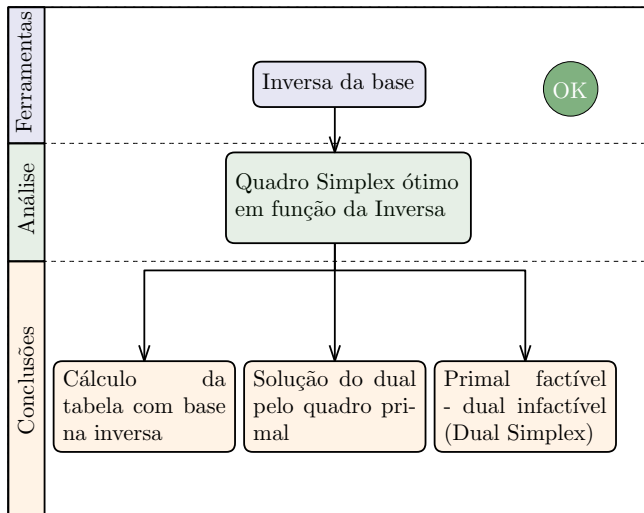 Ferramentas
Inversa da base
OK
Análise
Quadro Simplex ótimo
em função da Inversa
Conclusões
Cálculo da
tabela com base
na inversa
Solução do dual
pelo quadro pri-
mal
Primal factível
- dual infactível
(Dual Simplex)